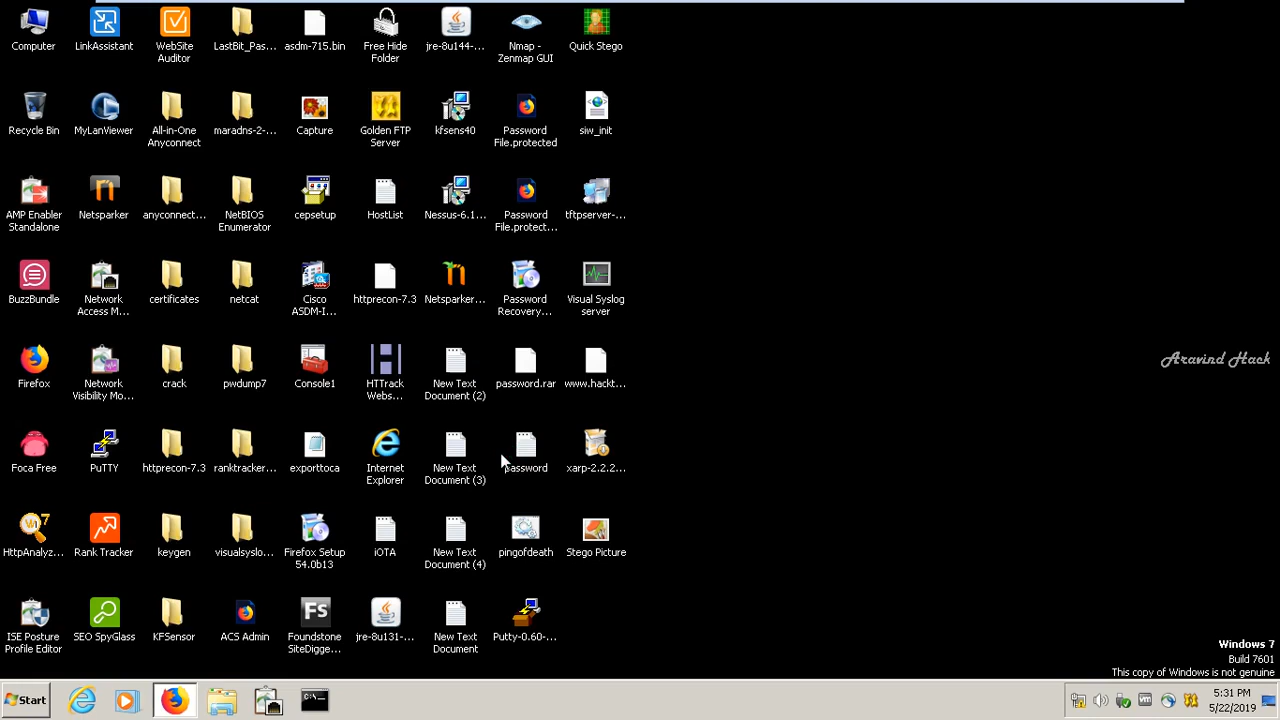 Computer
LinkAssistant
WebSite
Auditor
LastBit_Pas...
asdm-715.bin
Free Hide
Folder
jre-8u144-...
Nmap -
Zenmap GUI
Quick Stego
Recycle Bin
MyLanViewer
All-in-One
Anyconnect
maradns-2-...
Capture
Golden FTP
Server
kfsens40
Password
File.protected
siw_init
AMP Enabler
Standalone
Netsparker
anyconnect...
NetBIOS
Enumerator
cepsetup
HostList
Nessus-6.1...
Password
File.protect...
tftpserver-...
BuzzBundle
Network
Access M...
certificates
netcat
Cisco
ASDM-I...
httprecon-7.3
Netsparker...
Password
Recovery...
Visual Syslog
server
Firefox
Network
Visibility Mo...
crack
pwdump7
Console1
HTTrack
Webs...
New Text
Document (2)
password.rar
www.hackt...
Aravind Hack
Foca Free
PuTTY
httprecon-7.3
ranktracker...
exporttoca
Internet
Explorer
New Text
Document (3)
password
xarp-2.2.2...
HttpAnalyz...
Rank Tracker
keygen
visualsyslo...
Firefox Setup
54.0b13
iOTA
New Text
Document (4)
pingofdeath
Stego Picture
ISE Posture
Profile Editor
SEO SpyGlass
KFSensor
ACS Admin
FS
Foundstone
SiteDigge...
jre-8u131-...
New Text
Document
Putty-0.60-...
Windows 7
Build 7601
This copy of Windows is not genuine
Start
5:31 PM
5/22/2019